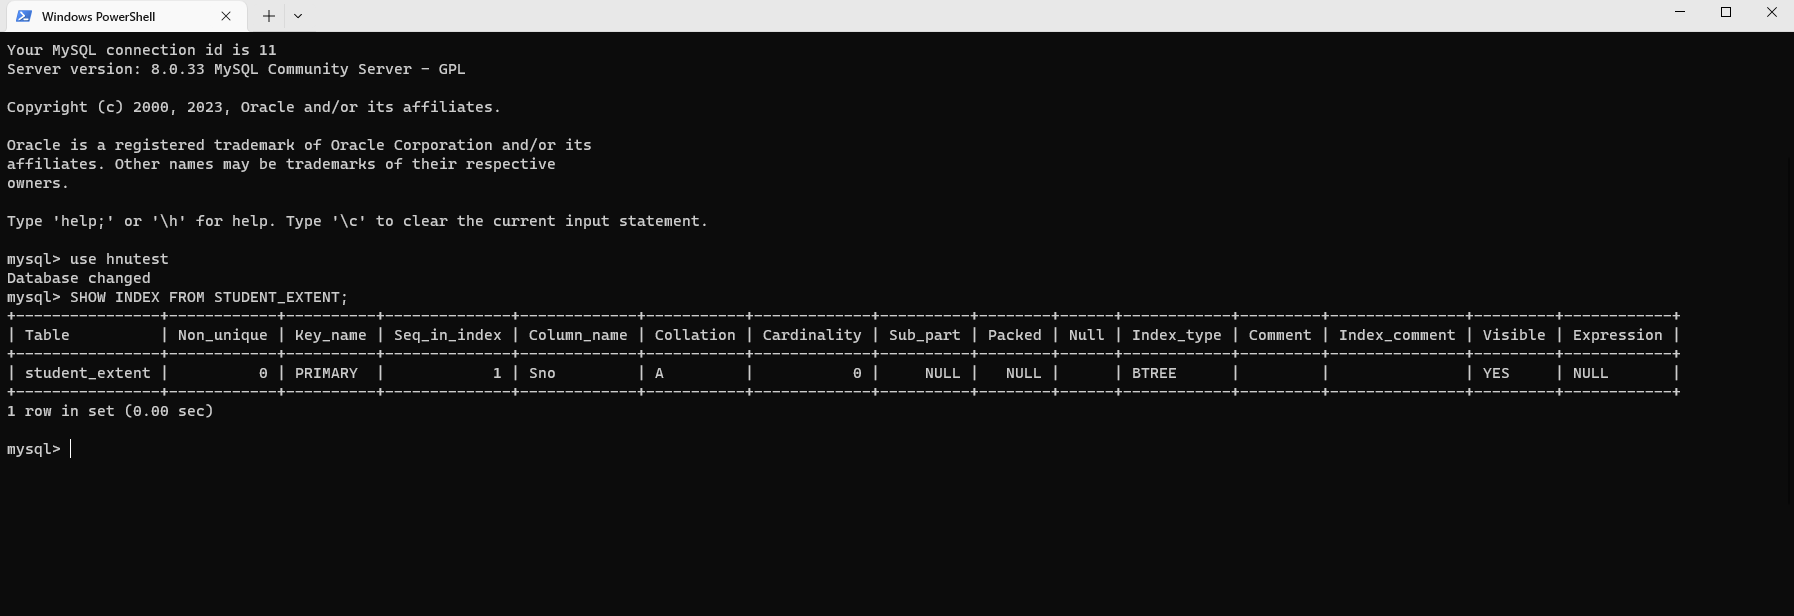 Windows PowerShell
Your MySQL connection id is 11
Server version: 8.0.33 MySQL Community Server - GPL
Copyright (c) 2000, 2023, Oracle and/or its affiliates.
Oracle is a registered trademark of Oracle Corporation and/or its
affiliates. Other names may be trademarks of their respective
owners.
Type 'help;' or '\h' for help. Type '\c' to clear the current input statement.
mysql> use hnutest
Database changed
mysql> SHOW INDEX FROM STUDENT_EXTENT;
+----------------+------------+----------+--------------+-------------+-----------+-------------+----------+--------+------+------------+---------+---------------+---------+------------+
| Table          | Non_unique | Key_name | Seq_in_index | Column_name | Collation | Cardinality | Sub_part | Packed | Null | Index_type | Comment | Index_comment | Visible | Expression |
+----------------+------------+----------+--------------+-------------+-----------+-------------+----------+--------+------+------------+---------+---------------+---------+------------+
| student_extent |          0 | PRIMARY  |            1 | Sno         | A         |           0 |     NULL |   NULL |      | BTREE      |         |               | YES     | NULL       |
+----------------+------------+----------+--------------+-------------+-----------+-------------+----------+--------+------+------------+---------+---------------+---------+------------+
1 row in set (0.00 sec)
mysql>